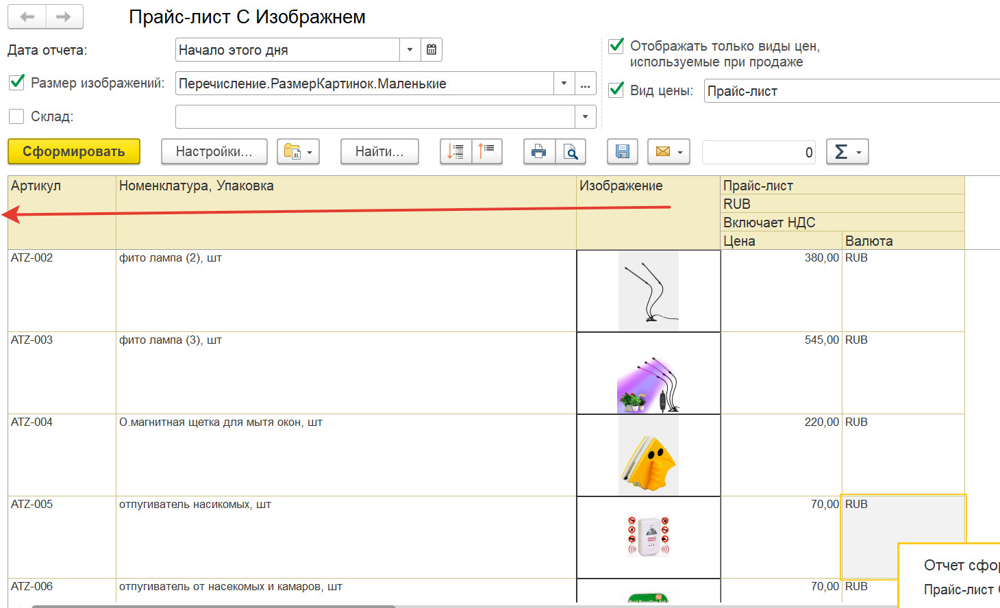 Прайс-лист С Изображнем
Дата отчета:
Начало этого дня
Отображать только виды цен,
используемые при продаже
Размер изображений:
Перечисление.РазмерКартинок.Маленькие
...
Вид цены:
Прайс-лист
Склад:
Сформировать
Настройки...
Найти...
0
Σ
Артикул
Номенклатура, Упаковка
Изображение
Прайс-лист
RUB
Включает НДС
Цена
Валюта
ATZ-002
фито лампа (2), шт
380,00
RUB
ATZ-003
фито лампа (3), шт
545,00
RUB
ATZ-004
О.магнитная щетка для мытя окон, шт
220,00
RUB
ATZ-005
отпугиватель насикомых, шт
70,00
RUB
ATZ-006
отпугиватель от насекомых и камаров, шт
70,00
RUB
Отчет сфор
Прайс-лист